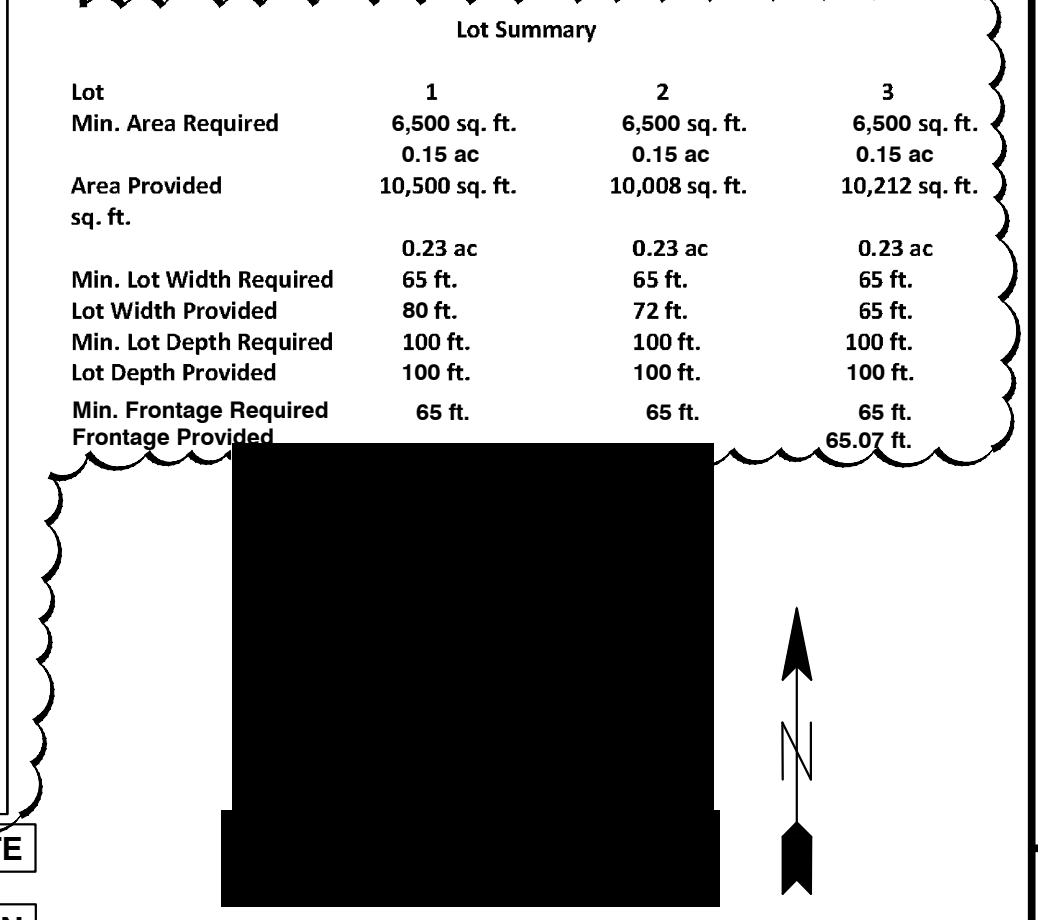 Lot Summary
Lot 1 2 3
Min. Area Required 6,500 sq. ft. 6,500 sq. ft. 6,500 sq. ft.
0.15 ac 0.15 ac 0.15 ac
Area Provided 10,500 sq. ft. 10,008 sq. ft. 10,212 sq. ft.
sq. ft.
0.23 ac 0.23 ac 0.23 ac
Min. Lot Width Required 65 ft. 65 ft. 65 ft.
Lot Width Provided 80 ft. 72 ft. 65 ft.
Min. Lot Depth Required 100 ft. 100 ft. 100 ft.
Lot Depth Provided 100 ft. 100 ft. 100 ft.
Min. Frontage Required 65 ft. 65 ft. 65 ft.
Frontage Provided 65.07 ft.
N